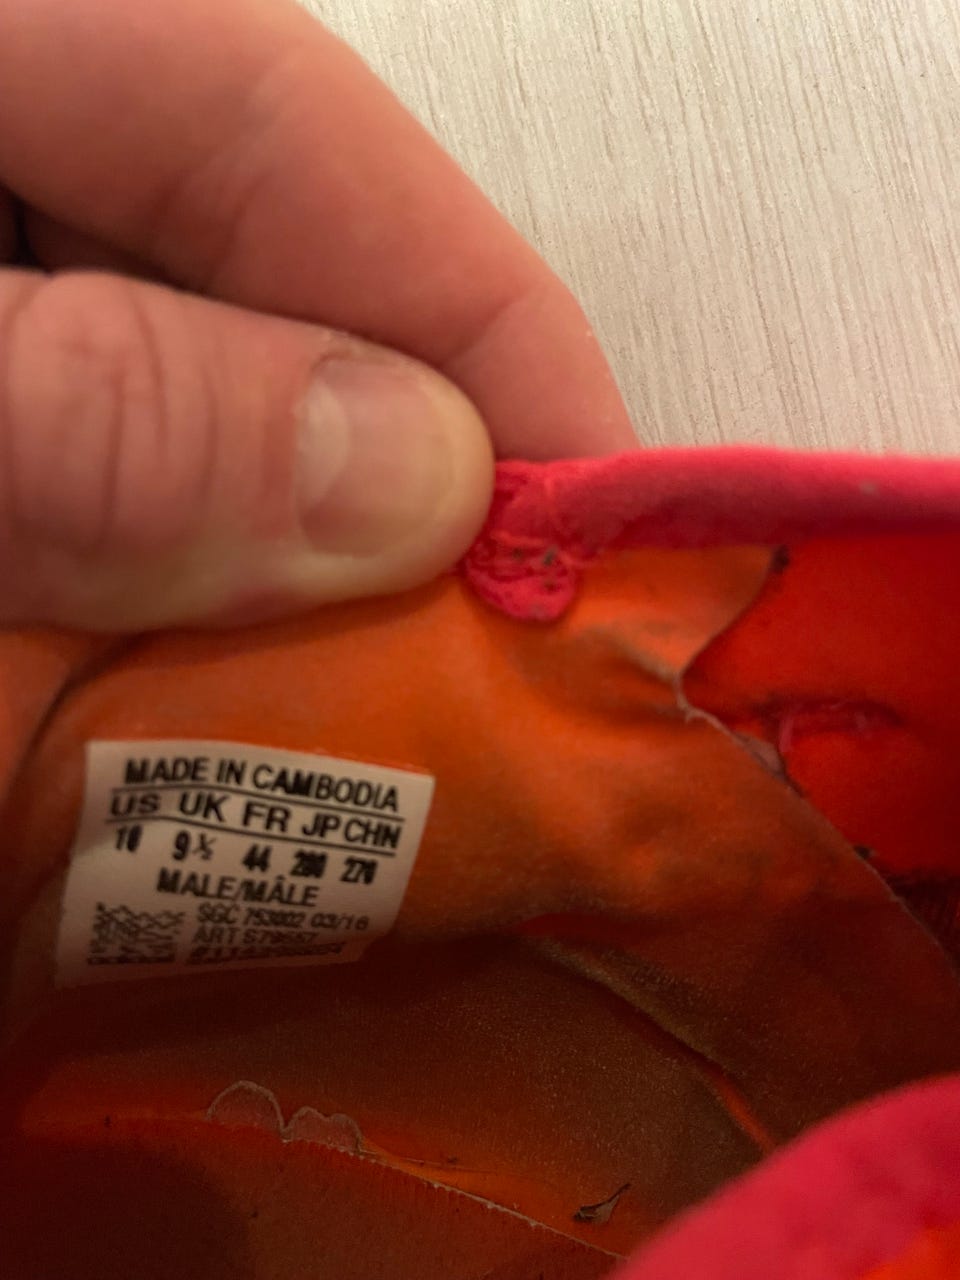 MADE IN CAMBODIA
US UK FR JP CHN
10 9½ 44 280 270
MALE/MÂLE
SGC 753002 03/16
ART S79557